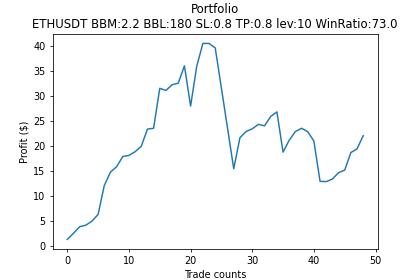 Portfolio
ETHUSDT BBM:2.2 BBL:180 SL:0.8 TP:0.8 lev:10 WinRatio:73.0
Profit ($)
40
35
30
25
20
15
10
5
0
0 10 20 30 40 50
Trade counts